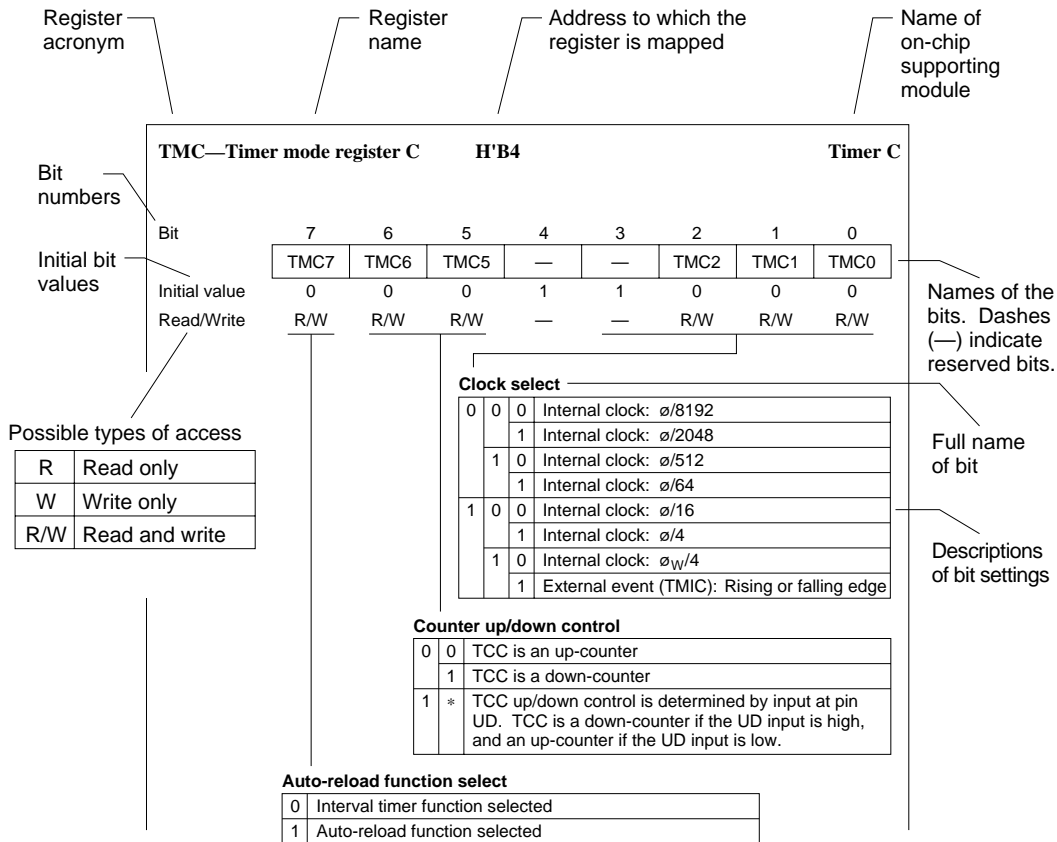 Register acronym
Register name
Address to which the register is mapped
Name of on-chip supporting module
TMC—Timer mode register C H'B4 Timer C
Bit numbers
Bit 7 6 5 4 3 2 1 0
Initial bit values
TMC7 TMC6 TMC5 — — TMC2 TMC1 TMC0
Initial value 0 0 0 1 1 0 0 0
Read/Write R/W R/W R/W — — R/W R/W R/W
Names of the bits. Dashes (—) indicate reserved bits.
Possible types of access
R Read only
W Write only
R/W Read and write
Clock select
0 0 0 Internal clock: ø/8192
1 Internal clock: ø/2048
1 0 Internal clock: ø/512
1 Internal clock: ø/64
1 0 0 Internal clock: ø/16
1 Internal clock: ø/4
1 0 Internal clock: øW/4
1 External event (TMIC): Rising or falling edge
Full name of bit
Descriptions of bit settings
Counter up/down control
0 0 TCC is an up-counter
1 TCC is a down-counter
1 * TCC up/down control is determined by input at pin
UD. TCC is a down-counter if the UD input is high,
and an up-counter if the UD input is low.
Auto-reload function select
0 Interval timer function selected
1 Auto-reload function selected